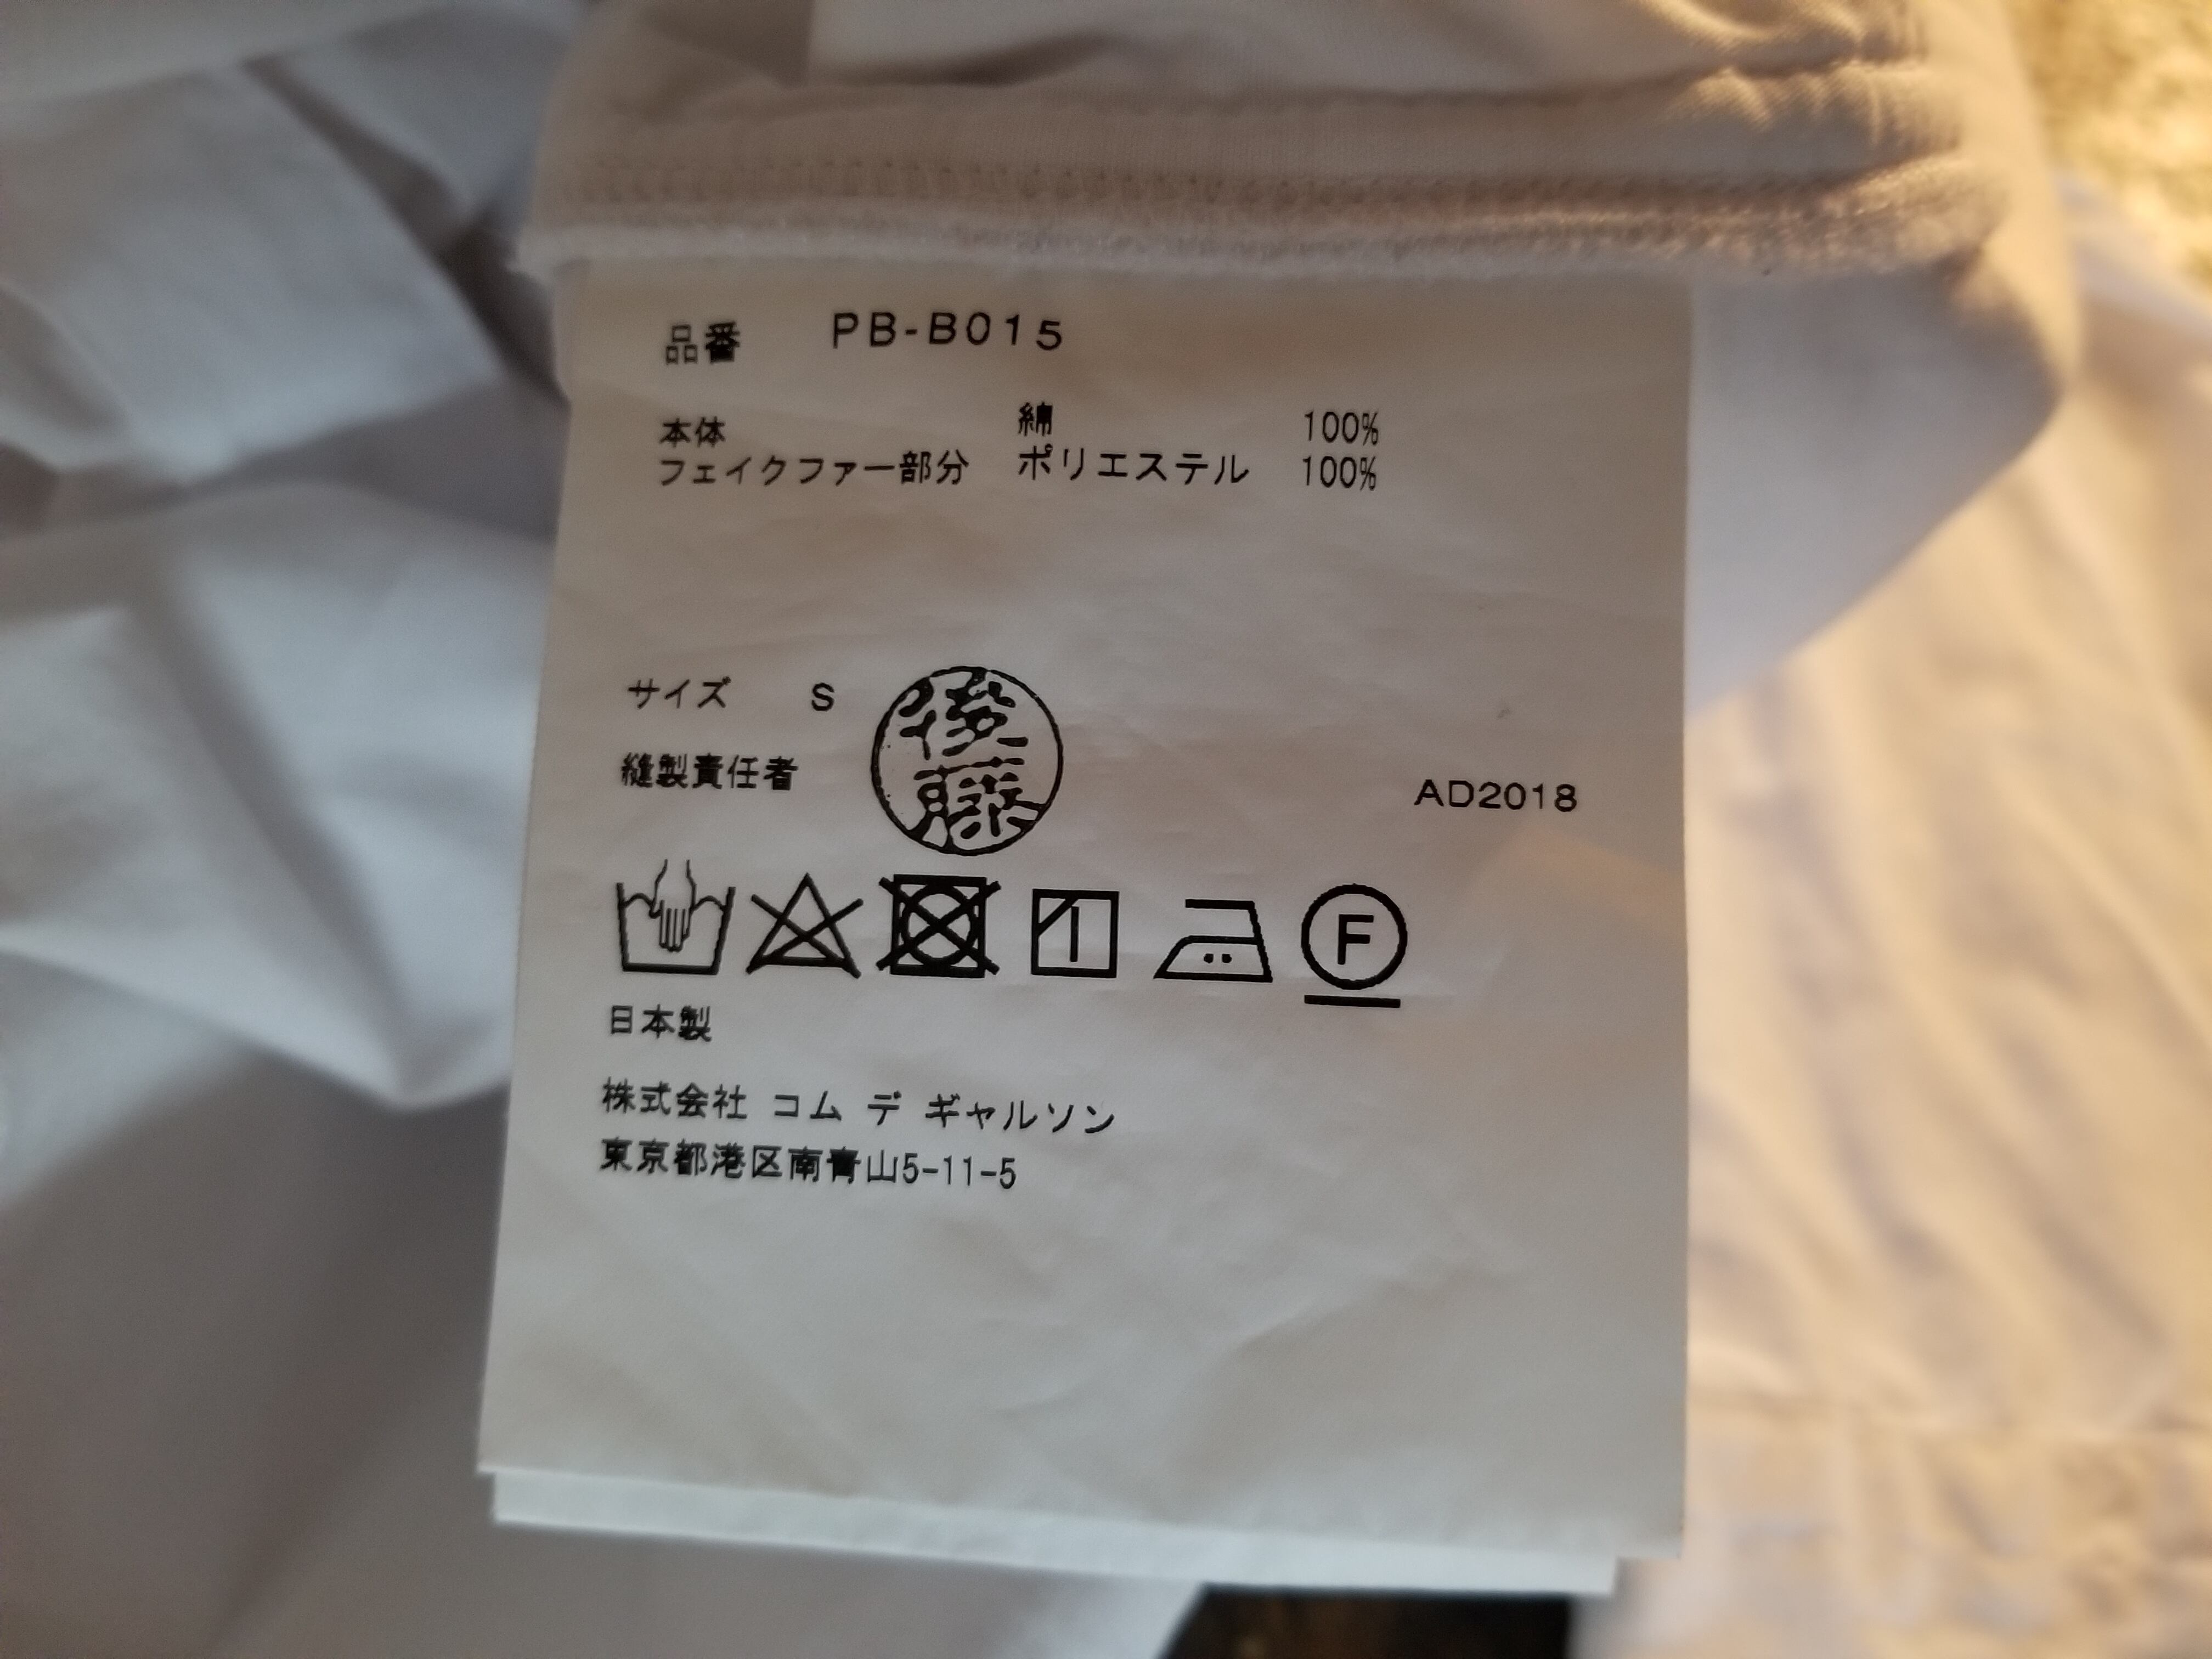 品番 PB-B015
本体 綿 100%
フェイクファー部分 ポリエステル 100%
サイズ S
縫製責任者 後藤
AD2018
F
日本製
株式会社 コム デ ギャルソン
東京都港区南青山5-11-5